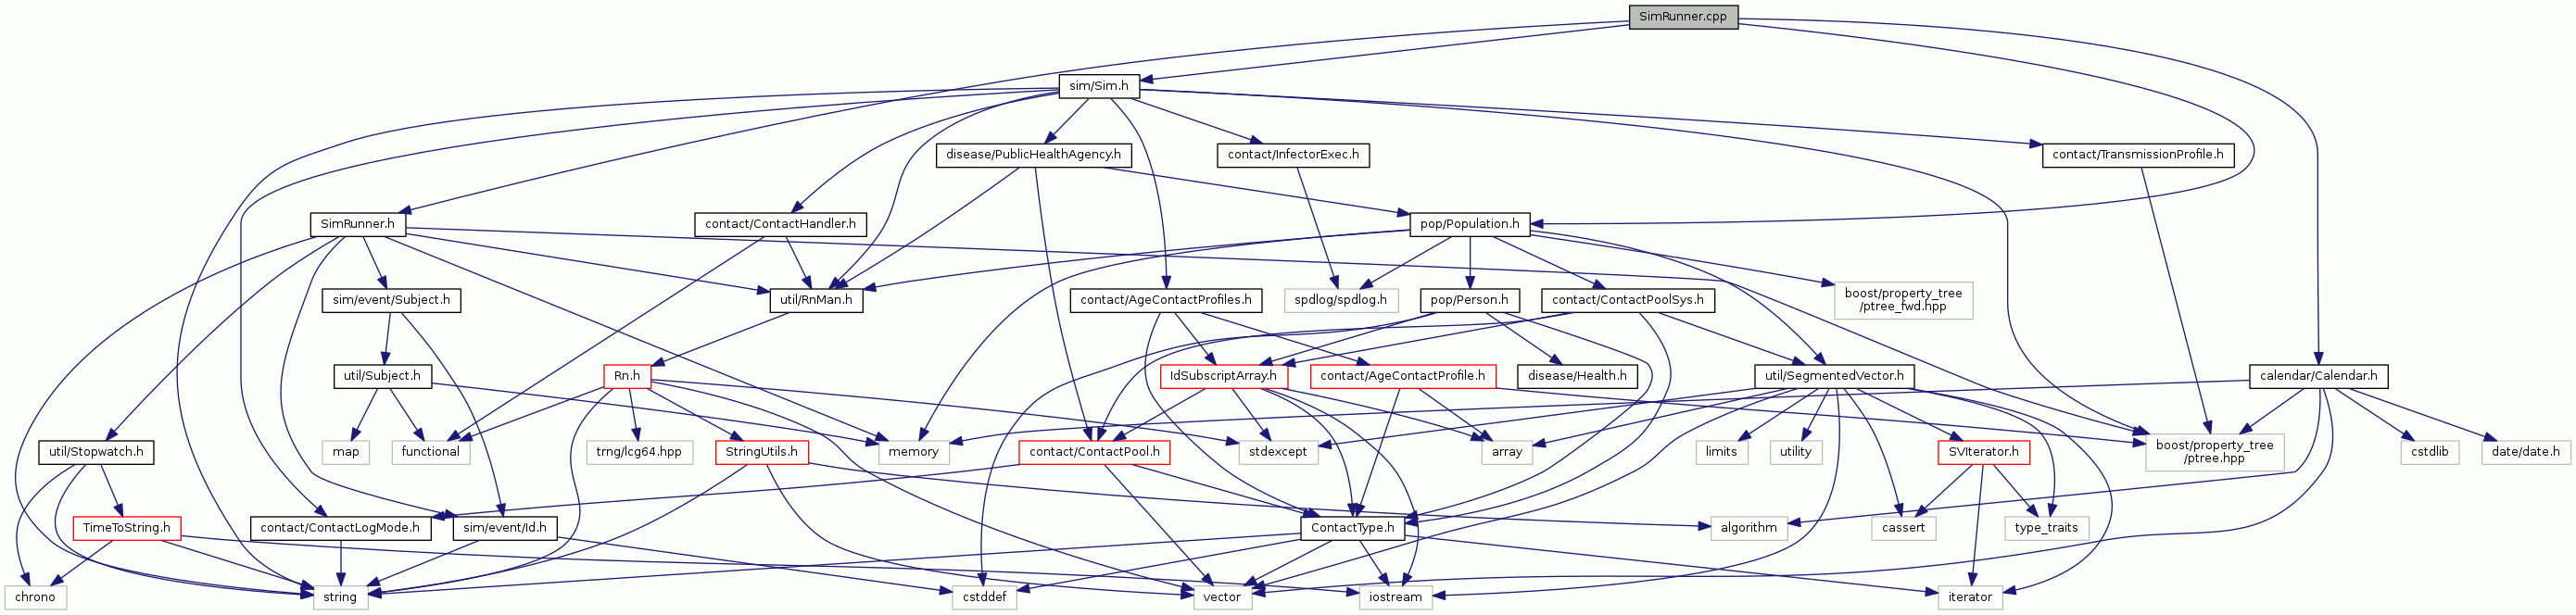 SimRunner.cpp
sim/Sim.h
disease/PublicHealthAgency.h
contact/InfectorExec.h
contact/TransmissionProfile.h
SimRunner.h
contact/ContactHandler.h
pop/Population.h
sim/event/Subject.h
util/RnMan.h
contact/AgeContactProfiles.h
spdlog/spdlog.h
pop/Person.h
contact/ContactPoolSys.h
boost/property_tree
/ptree_fwd.hpp
util/Subject.h
Rn.h
IdSubscriptArray.h
contact/AgeContactProfile.h
disease/Health.h
util/SegmentedVector.h
calendar/Calendar.h
util/Stopwatch.h
map
functional
trng/lcg64.hpp
StringUtils.h
memory
contact/ContactPool.h
stdexcept
array
limits
utility
SVIterator.h
boost/property_tree
/ptree.hpp
cstdlib
date/date.h
TimeToString.h
contact/ContactLogMode.h
sim/event/Id.h
ContactType.h
algorithm
cassert
type_traits
chrono
string
cstddef
vector
iostream
iterator